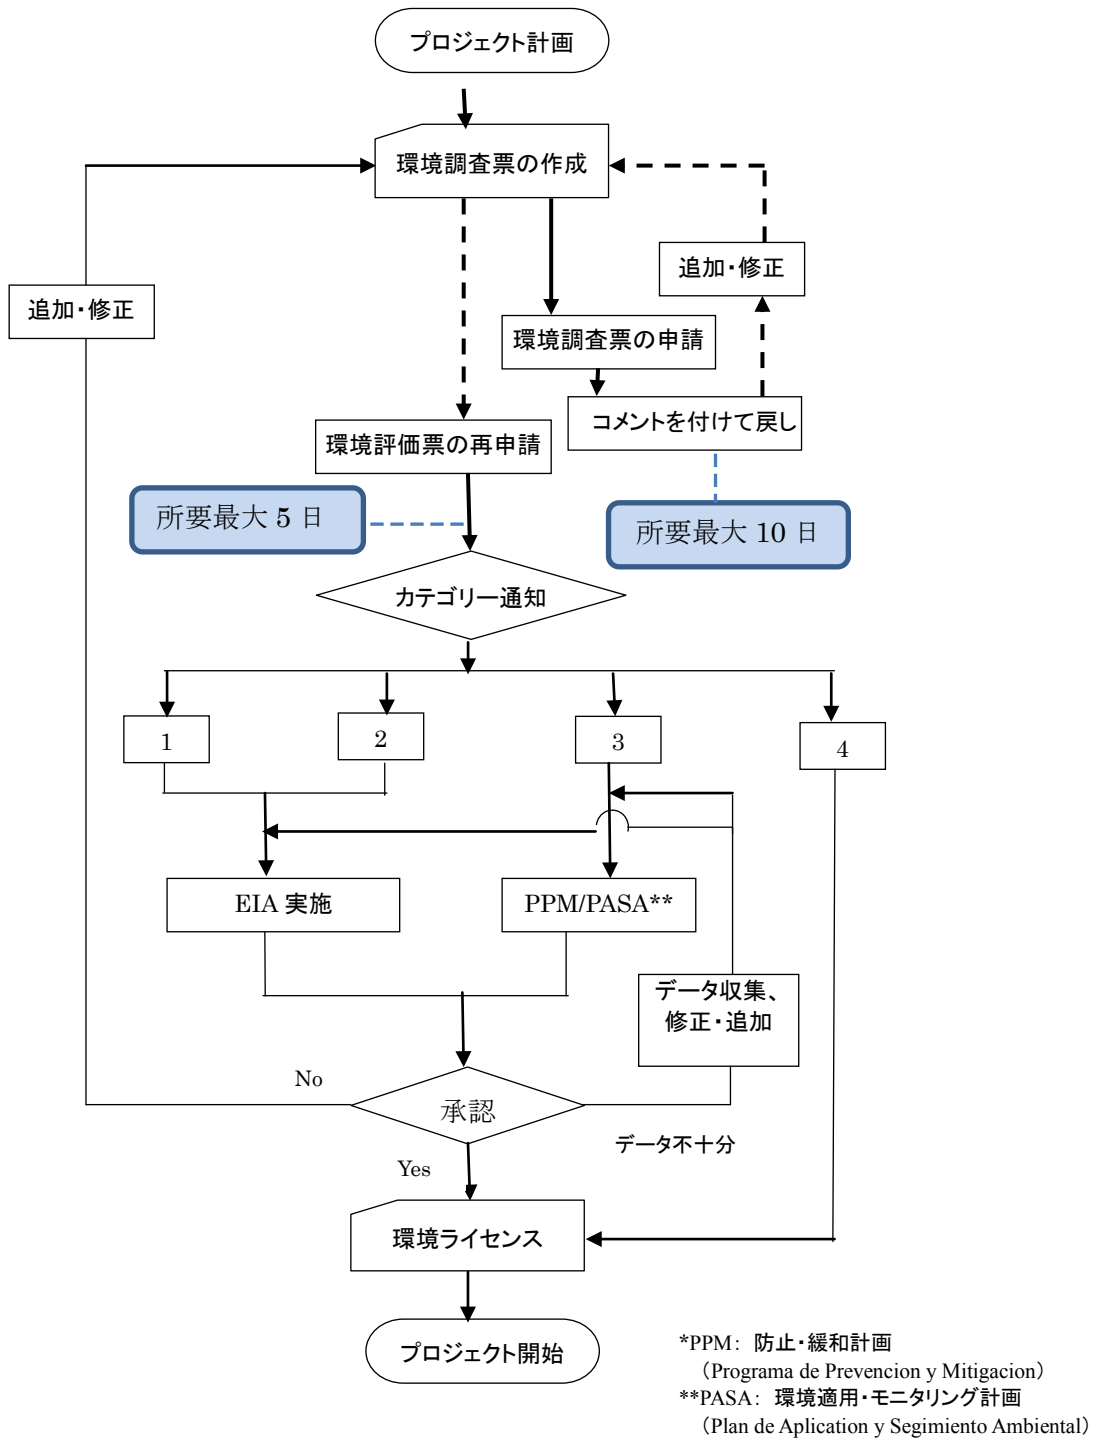 プロジェクト計画
環境調査票の作成
追加・修正
追加・修正
環境調査票の申請
コメントを付けて戻し
環境評価票の再申請
所要最大 5 日
所要最大 10 日
カテゴリー通知
1
2
3
4
EIA 実施
PPM/PASA**
データ収集、
修正・追加
No
承認
データ不十分
Yes
環境ライセンス
プロジェクト開始
*PPM： 防止・緩和計画
（Programa de Prevencion y Mitigacion）
**PASA： 環境適用・モニタリング計画
（Plan de Aplication y Segimiento Ambiental）